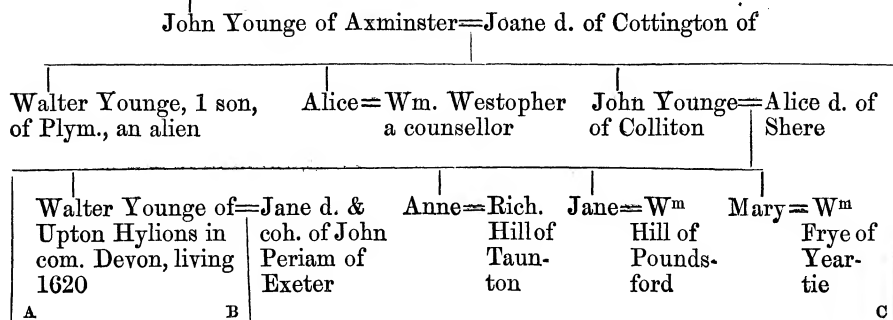 John Younge of Axminster=Joane d. of Cottington of
Walter Younge, 1 son, of Plym., an alien
Alice=Wm. Westopher a counsellor
John Younge=Alice d. of
of Colliton Shere
Walter Younge of=Jane d. &
Upton Hylions in coh. of John
com. Devon, living Periam of
1620 Exeter
Anne=Rich.
Hill of
Taun-
ton
Jane=Wm
Hill of
Pounds-
ford
Mary=Wm
Frye of
Year-
tie
A B C